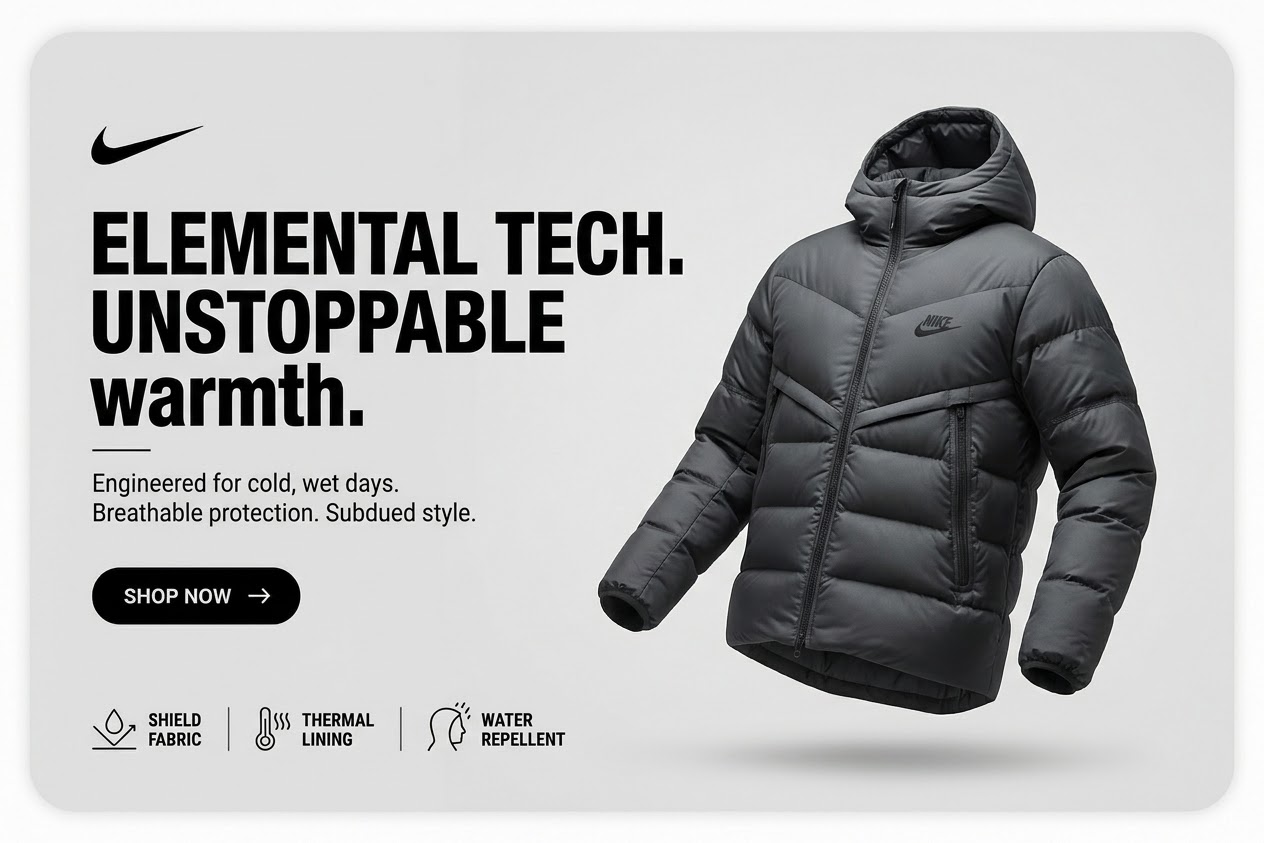 ELEMENTAL TECH.
UNSTOPPABLE
warmth.
Engineered for cold, wet days.
Breathable protection. Subdued style.
SHOP NOW →
SHIELD
FABRIC
THERMAL
LINING
WATER
REPELLENT
NIKE